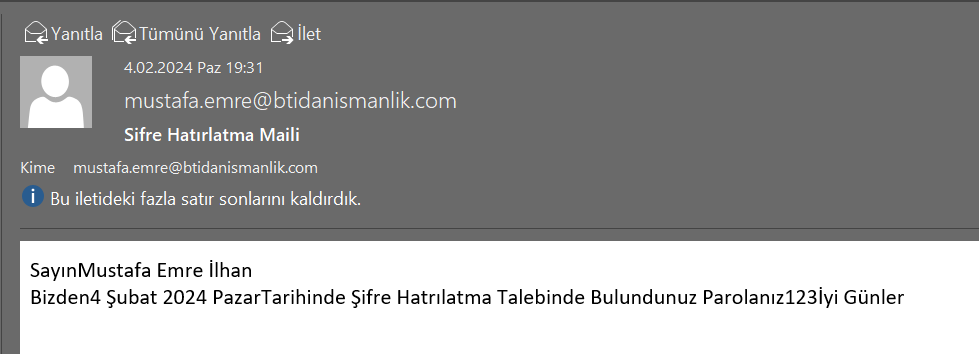 Yanıtla Tümünü Yanıtla İlet
4.02.2024 Paz 19:31
mustafa.emre@btidanismanlik.com
Sifre Hatırlatma Maili
Kime mustafa.emre@btidanismanlik.com
i Bu iletideki fazla satır sonlarını kaldırdık.
SayınMustafa Emre İlhan
Bizden4 Şubat 2024 PazarTarihinde Şifre Hatrılatma Talebinde Bulundunuz Parolanız123İyi Günler